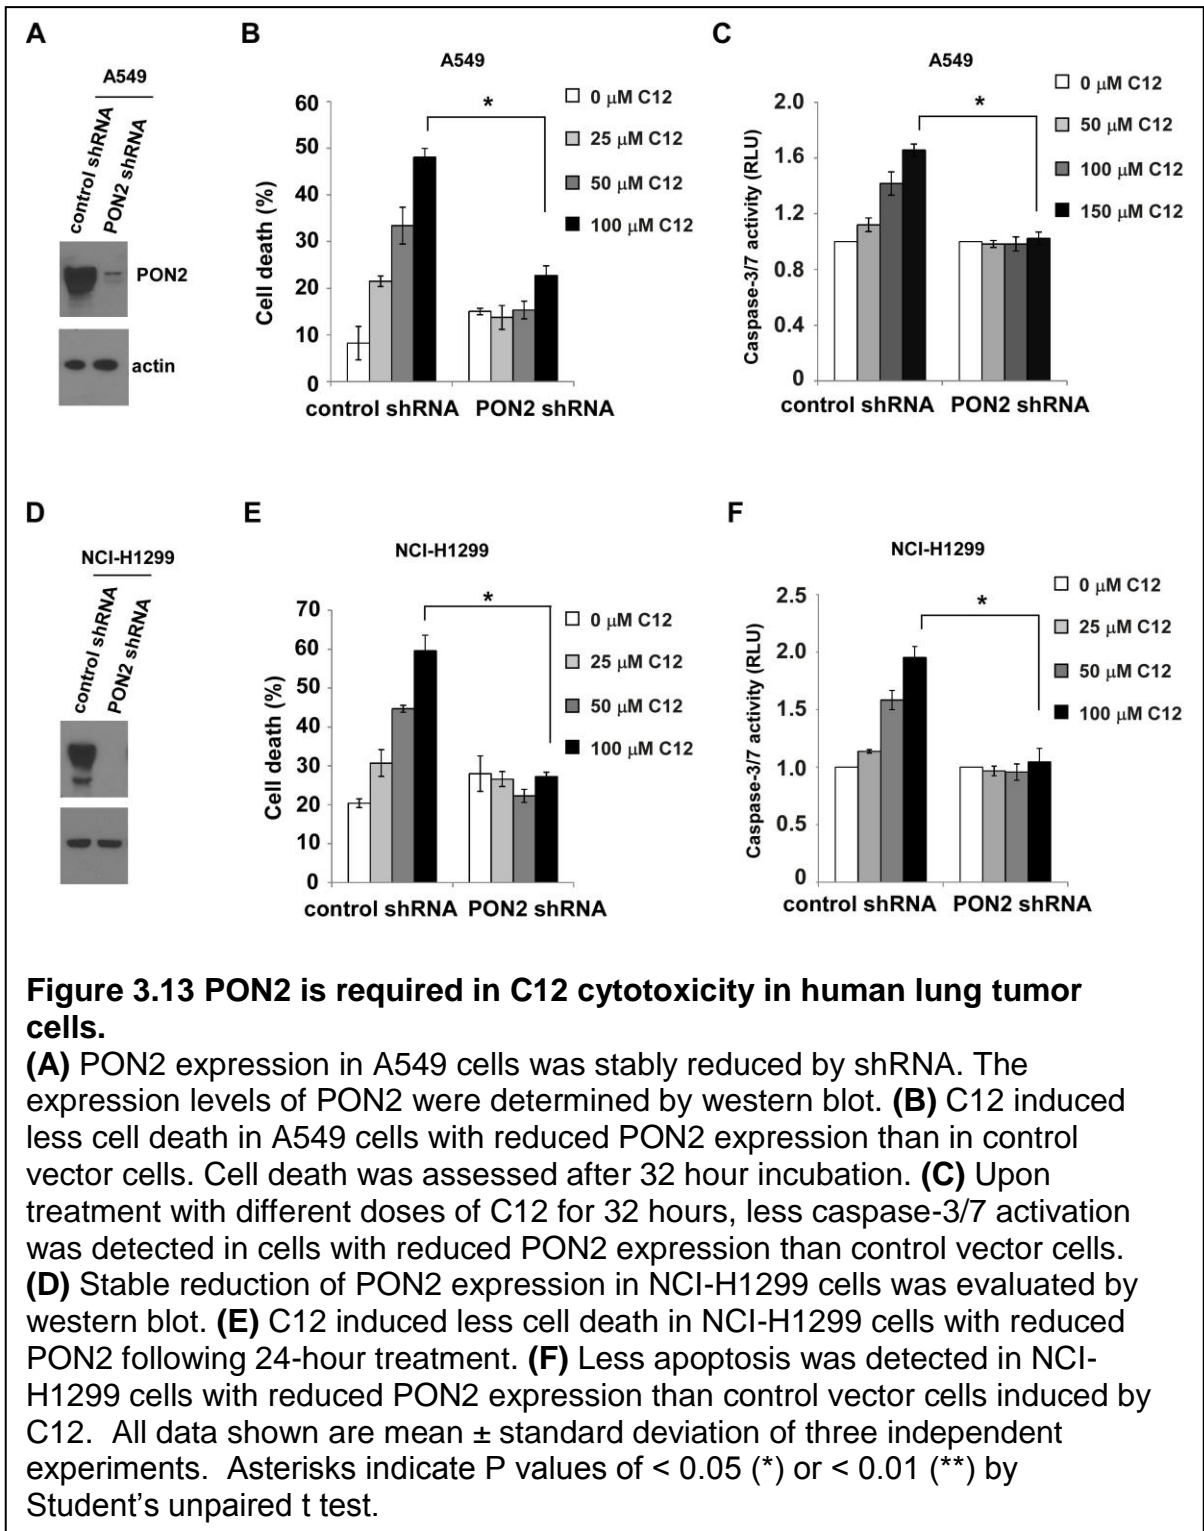 A
A549
control shRNA
PON2 shRNA
PON2
actin
B
A549
Cell death (%)
60
50
40
30
20
10
0
control shRNA PON2 shRNA
*
0 μM C12
25 μM C12
50 μM C12
100 μM C12
C
A549
Caspase-3/7 activity (RLU)
2.0
1.6
1.2
0.8
0.4
0
control shRNA PON2 shRNA
*
0 μM C12
50 μM C12
100 μM C12
150 μM C12
D
NCI-H1299
control shRNA
PON2 shRNA
E
NCI-H1299
Cell death (%)
70
60
50
40
30
20
10
0
control shRNA PON2 shRNA
*
0 μM C12
25 μM C12
50 μM C12
100 μM C12
F
NCI-H1299
Caspase-3/7 activity (RLU)
2.5
2.0
1.5
1.0
0.5
0
control shRNA PON2 shRNA
*
0 μM C12
25 μM C12
50 μM C12
100 μM C12
Figure 3.13 PON2 is required in C12 cytotoxicity in human lung tumor
cells.
(A) PON2 expression in A549 cells was stably reduced by shRNA. The
expression levels of PON2 were determined by western blot. (B) C12 induced
less cell death in A549 cells with reduced PON2 expression than in control
vector cells. Cell death was assessed after 32 hour incubation. (C) Upon
treatment with different doses of C12 for 32 hours, less caspase-3/7 activation
was detected in cells with reduced PON2 expression than control vector cells.
(D) Stable reduction of PON2 expression in NCI-H1299 cells was evaluated by
western blot. (E) C12 induced less cell death in NCI-H1299 cells with reduced
PON2 following 24-hour treatment. (F) Less apoptosis was detected in NCI-
H1299 cells with reduced PON2 expression than control vector cells induced by
C12. All data shown are mean ± standard deviation of three independent
experiments. Asterisks indicate P values of < 0.05 (*) or < 0.01 (**) by
Student's unpaired t test.